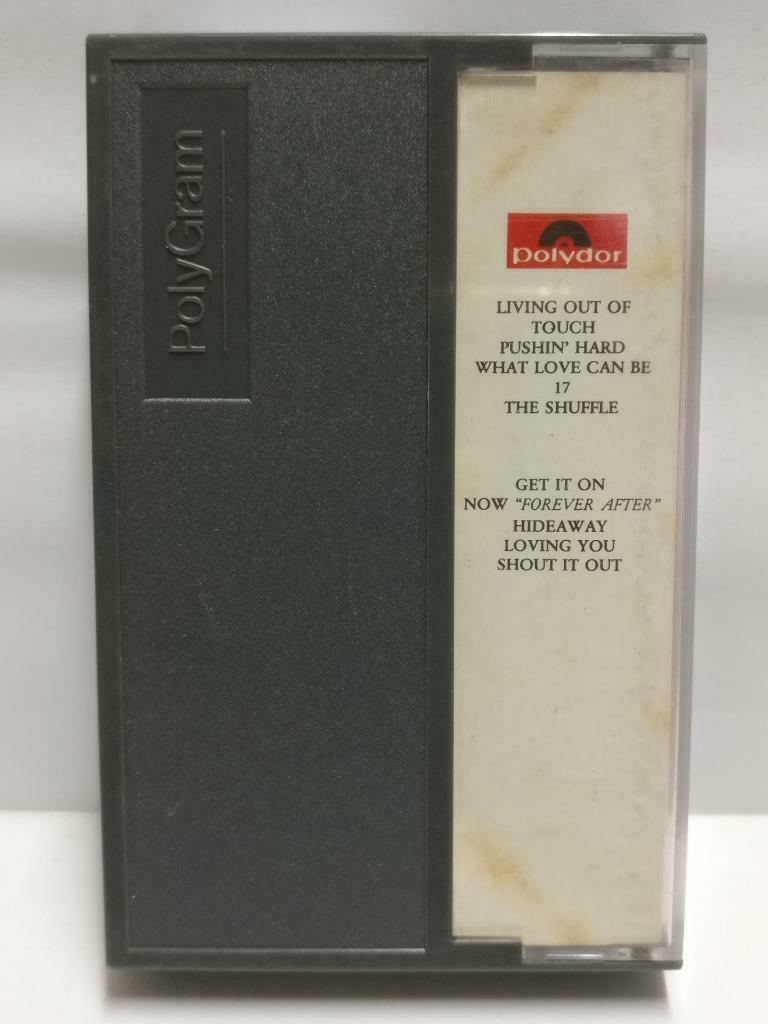 PolyGram
polydor
LIVING OUT OF
TOUCH
PUSHIN' HARD
WHAT LOVE CAN BE
17
THE SHUFFLE
GET IT ON
NOW "FOREVER AFTER"
HIDEAWAY
LOVING YOU
SHOUT IT OUT